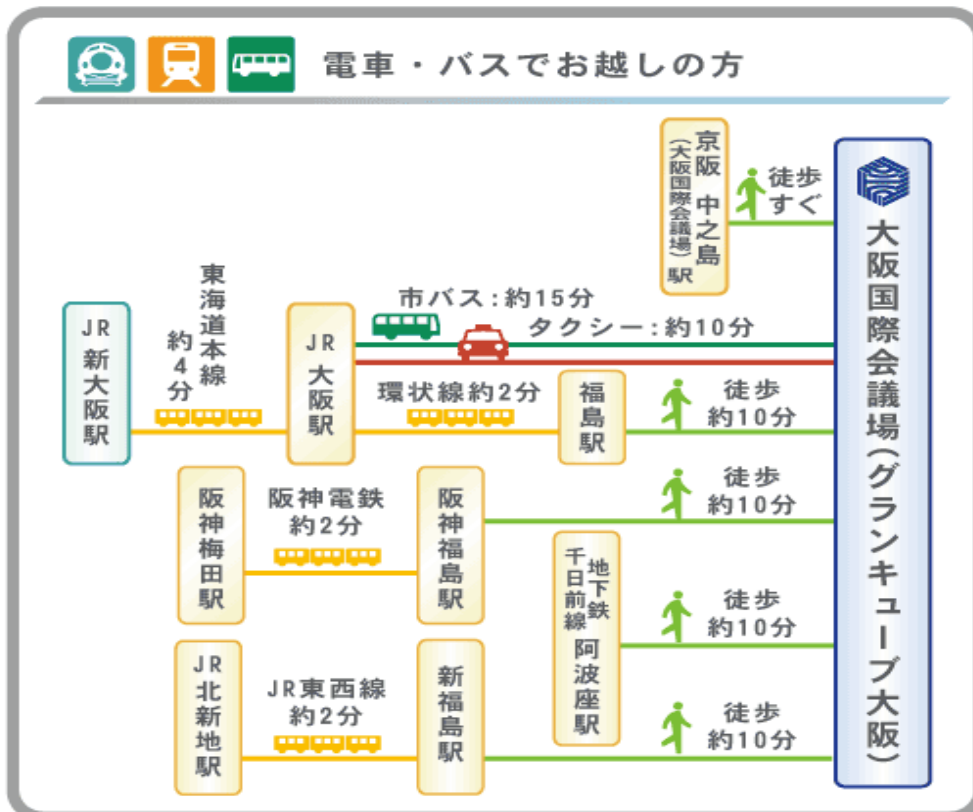 電車・バスでお越しの方
京阪 中之島
(大阪国際会議場)駅
徒歩
すぐ
大阪国際会議場(グランキューブ大阪)
JR 新大阪駅
東海道本線
約4分
JR 大阪駅
市バス:約15分
タクシー:約10分
環状線約2分
福島駅
徒歩
約10分
阪神梅田駅
阪神電鉄
約2分
阪神福島駅
徒歩
約10分
地下鉄
千日前線
阿波座駅
徒歩
約10分
JR 北新地駅
JR東西線
約2分
新福島駅
徒歩
約10分